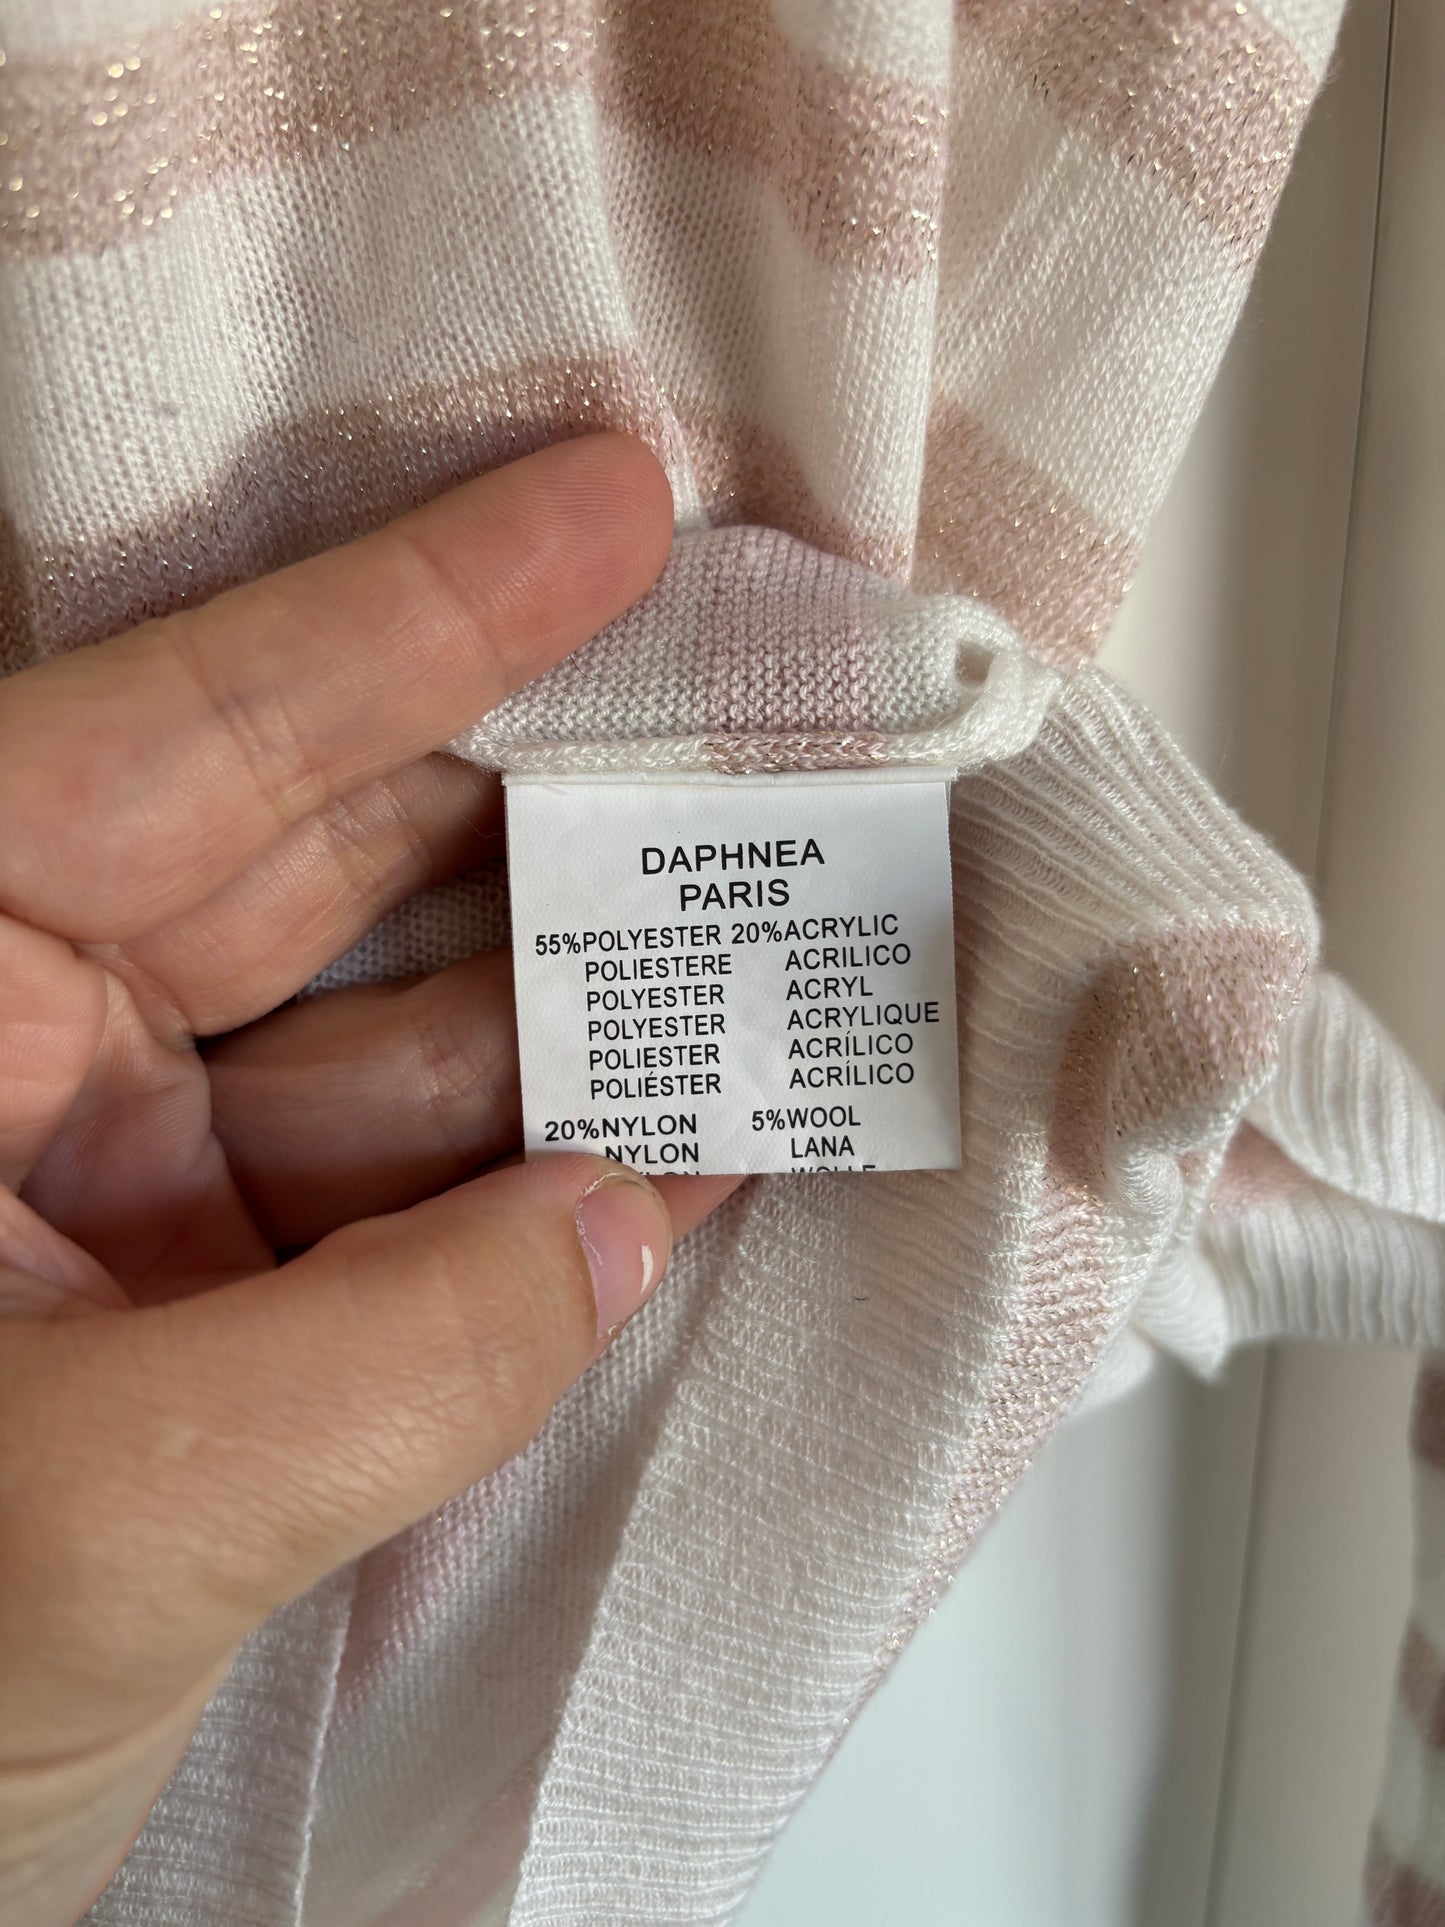 DAPHNEA
PARIS
55%POLYESTER 20%ACRYLIC
POLIESTERE ACRILICO
POLYESTER ACRYL
POLYESTER ACRYLIQUE
POLIESTER ACRÍLICO
POLIÉSTER ACRÍLICO
20%NYLON 5%WOOL
NYLON LANA
WOLLE